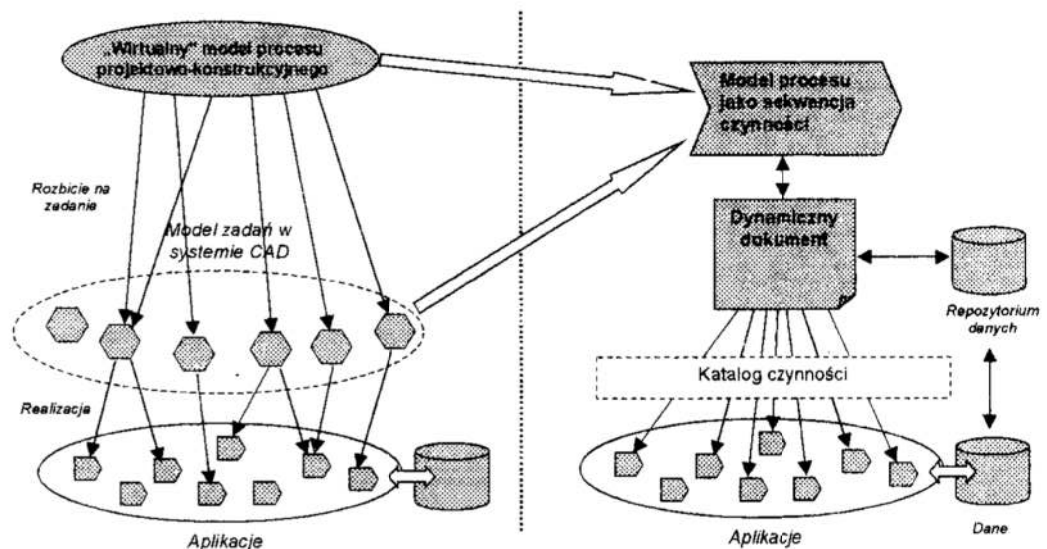 „Wirtualny” model procesu
projektowo-konstrukcyjnego
Rozbicie na
zadania
Model zadań w
systemie CAD
Realizacja
Aplikacje
Model procesu
jako sekwencja
czynności
Dynamiczny
dokument
Repozytorium
danych
Katalog czynności
Aplikacje
Dane